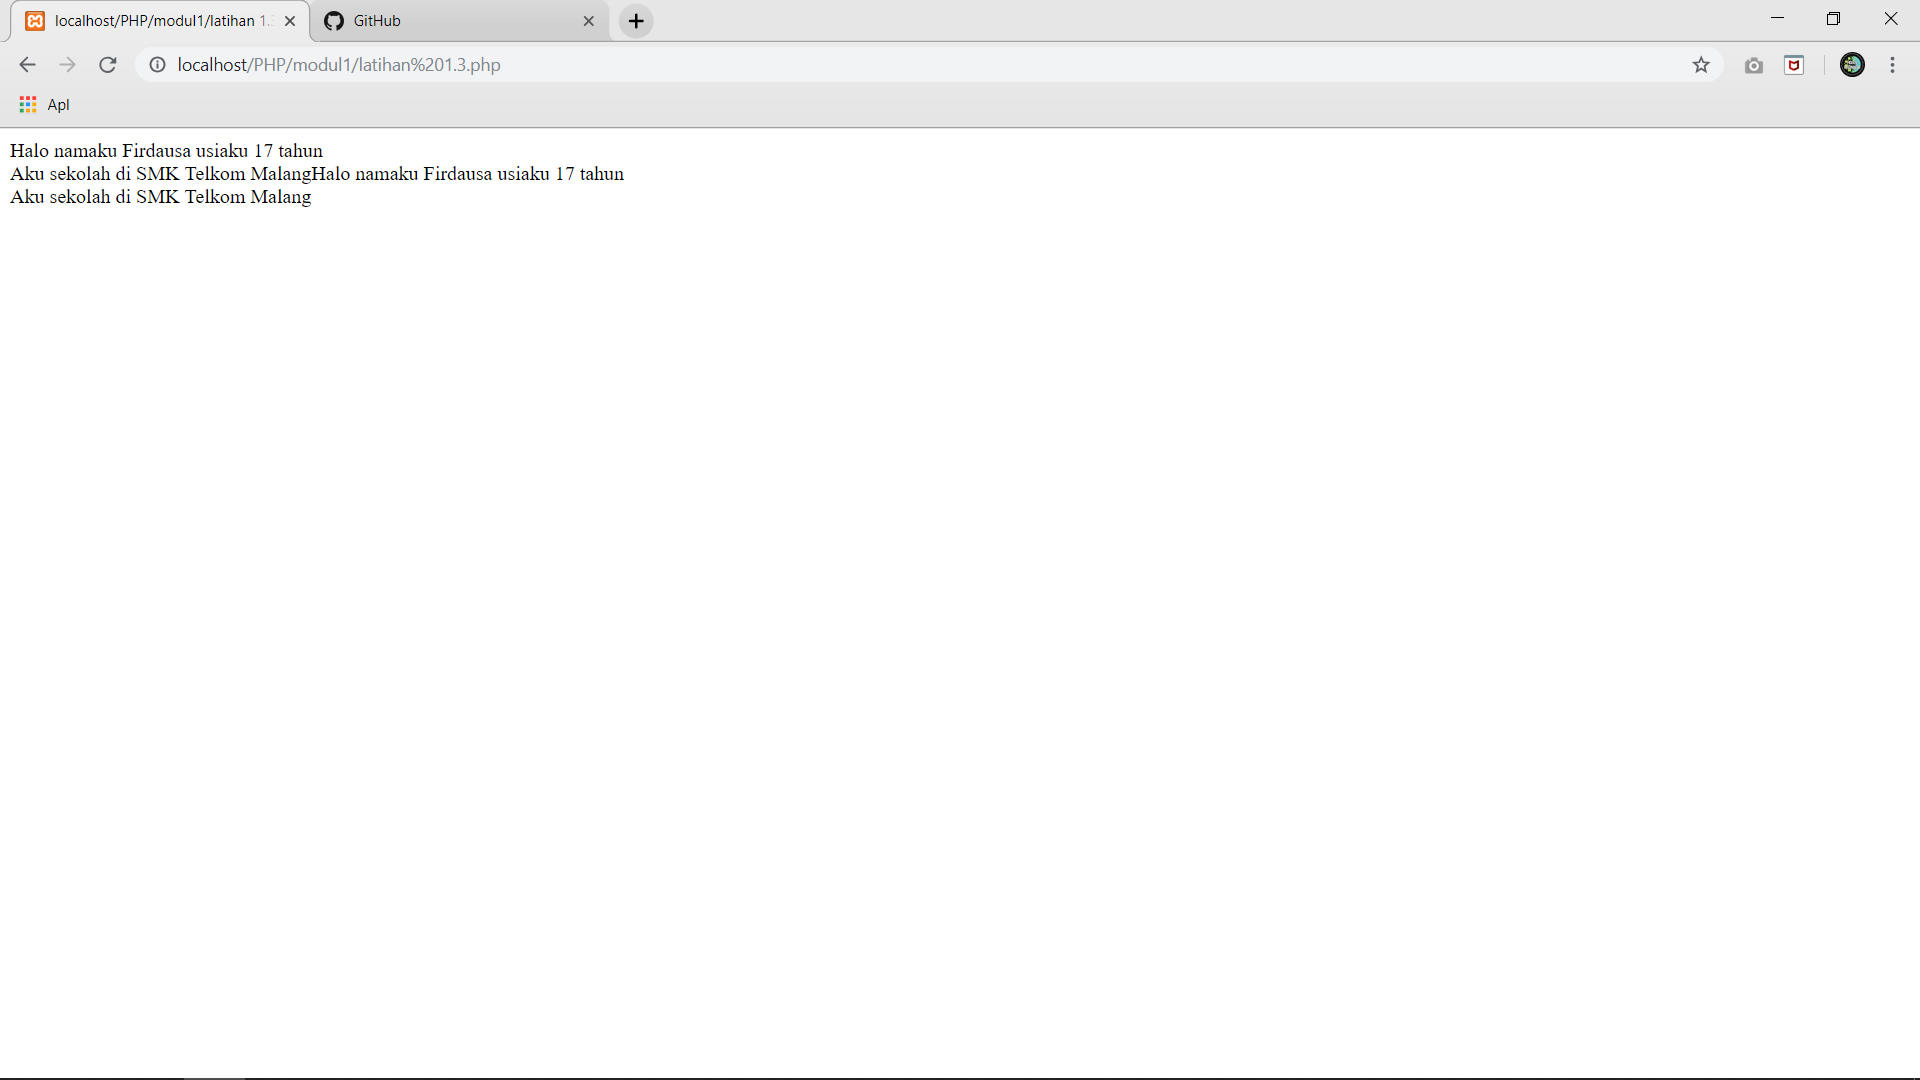 localhost/PHP/modul1/latihan 1.
GitHub
localhost/PHP/modul1/latihan%201.3.php
Apl
Halo namaku Firdausa usiaku 17 tahun
Aku sekolah di SMK Telkom MalangHalo namaku Firdausa usiaku 17 tahun
Aku sekolah di SMK Telkom Malang